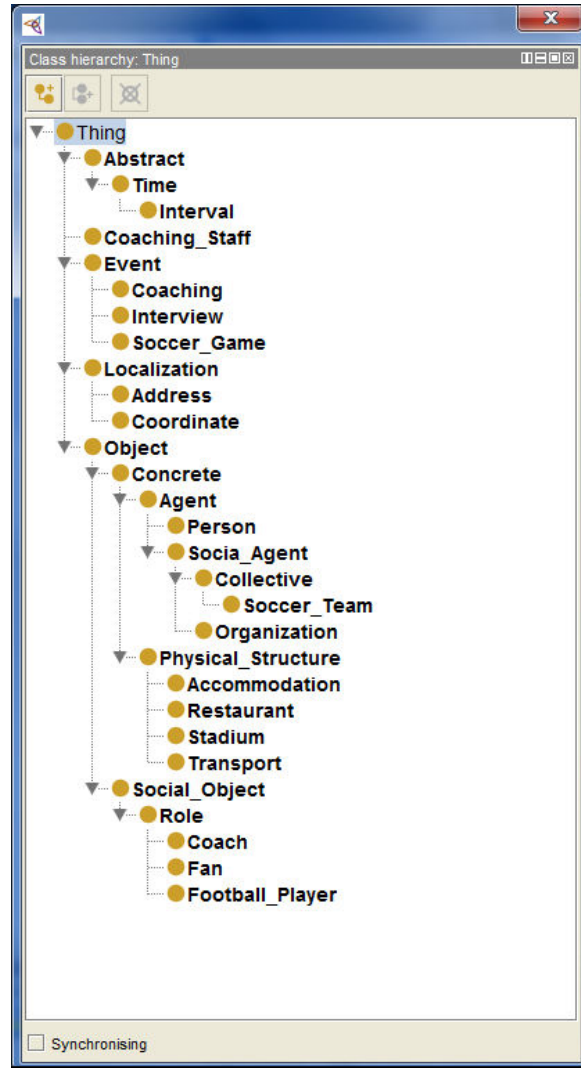 Class hierarchy: Thing
Thing
Abstract
Time
Interval
Coaching_Staff
Event
Coaching
Interview
Soccer_Game
Localization
Address
Coordinate
Object
Concrete
Agent
Person
Socia_Agent
Collective
Soccer_Team
Organization
Physical_Structure
Accommodation
Restaurant
Stadium
Transport
Social_Object
Role
Coach
Fan
Football_Player
Synchronising